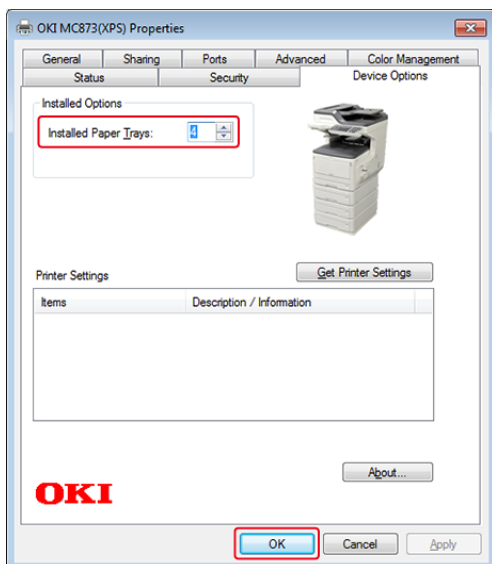 OKI MC873(XPS) Properties
General Sharing Ports Advanced Color Management
Status Security Device Options
Installed Options
Installed Paper Trays: 4
Printer Settings
Get Printer Settings
Items Description / Information
About...
OKI
OK Cancel Apply